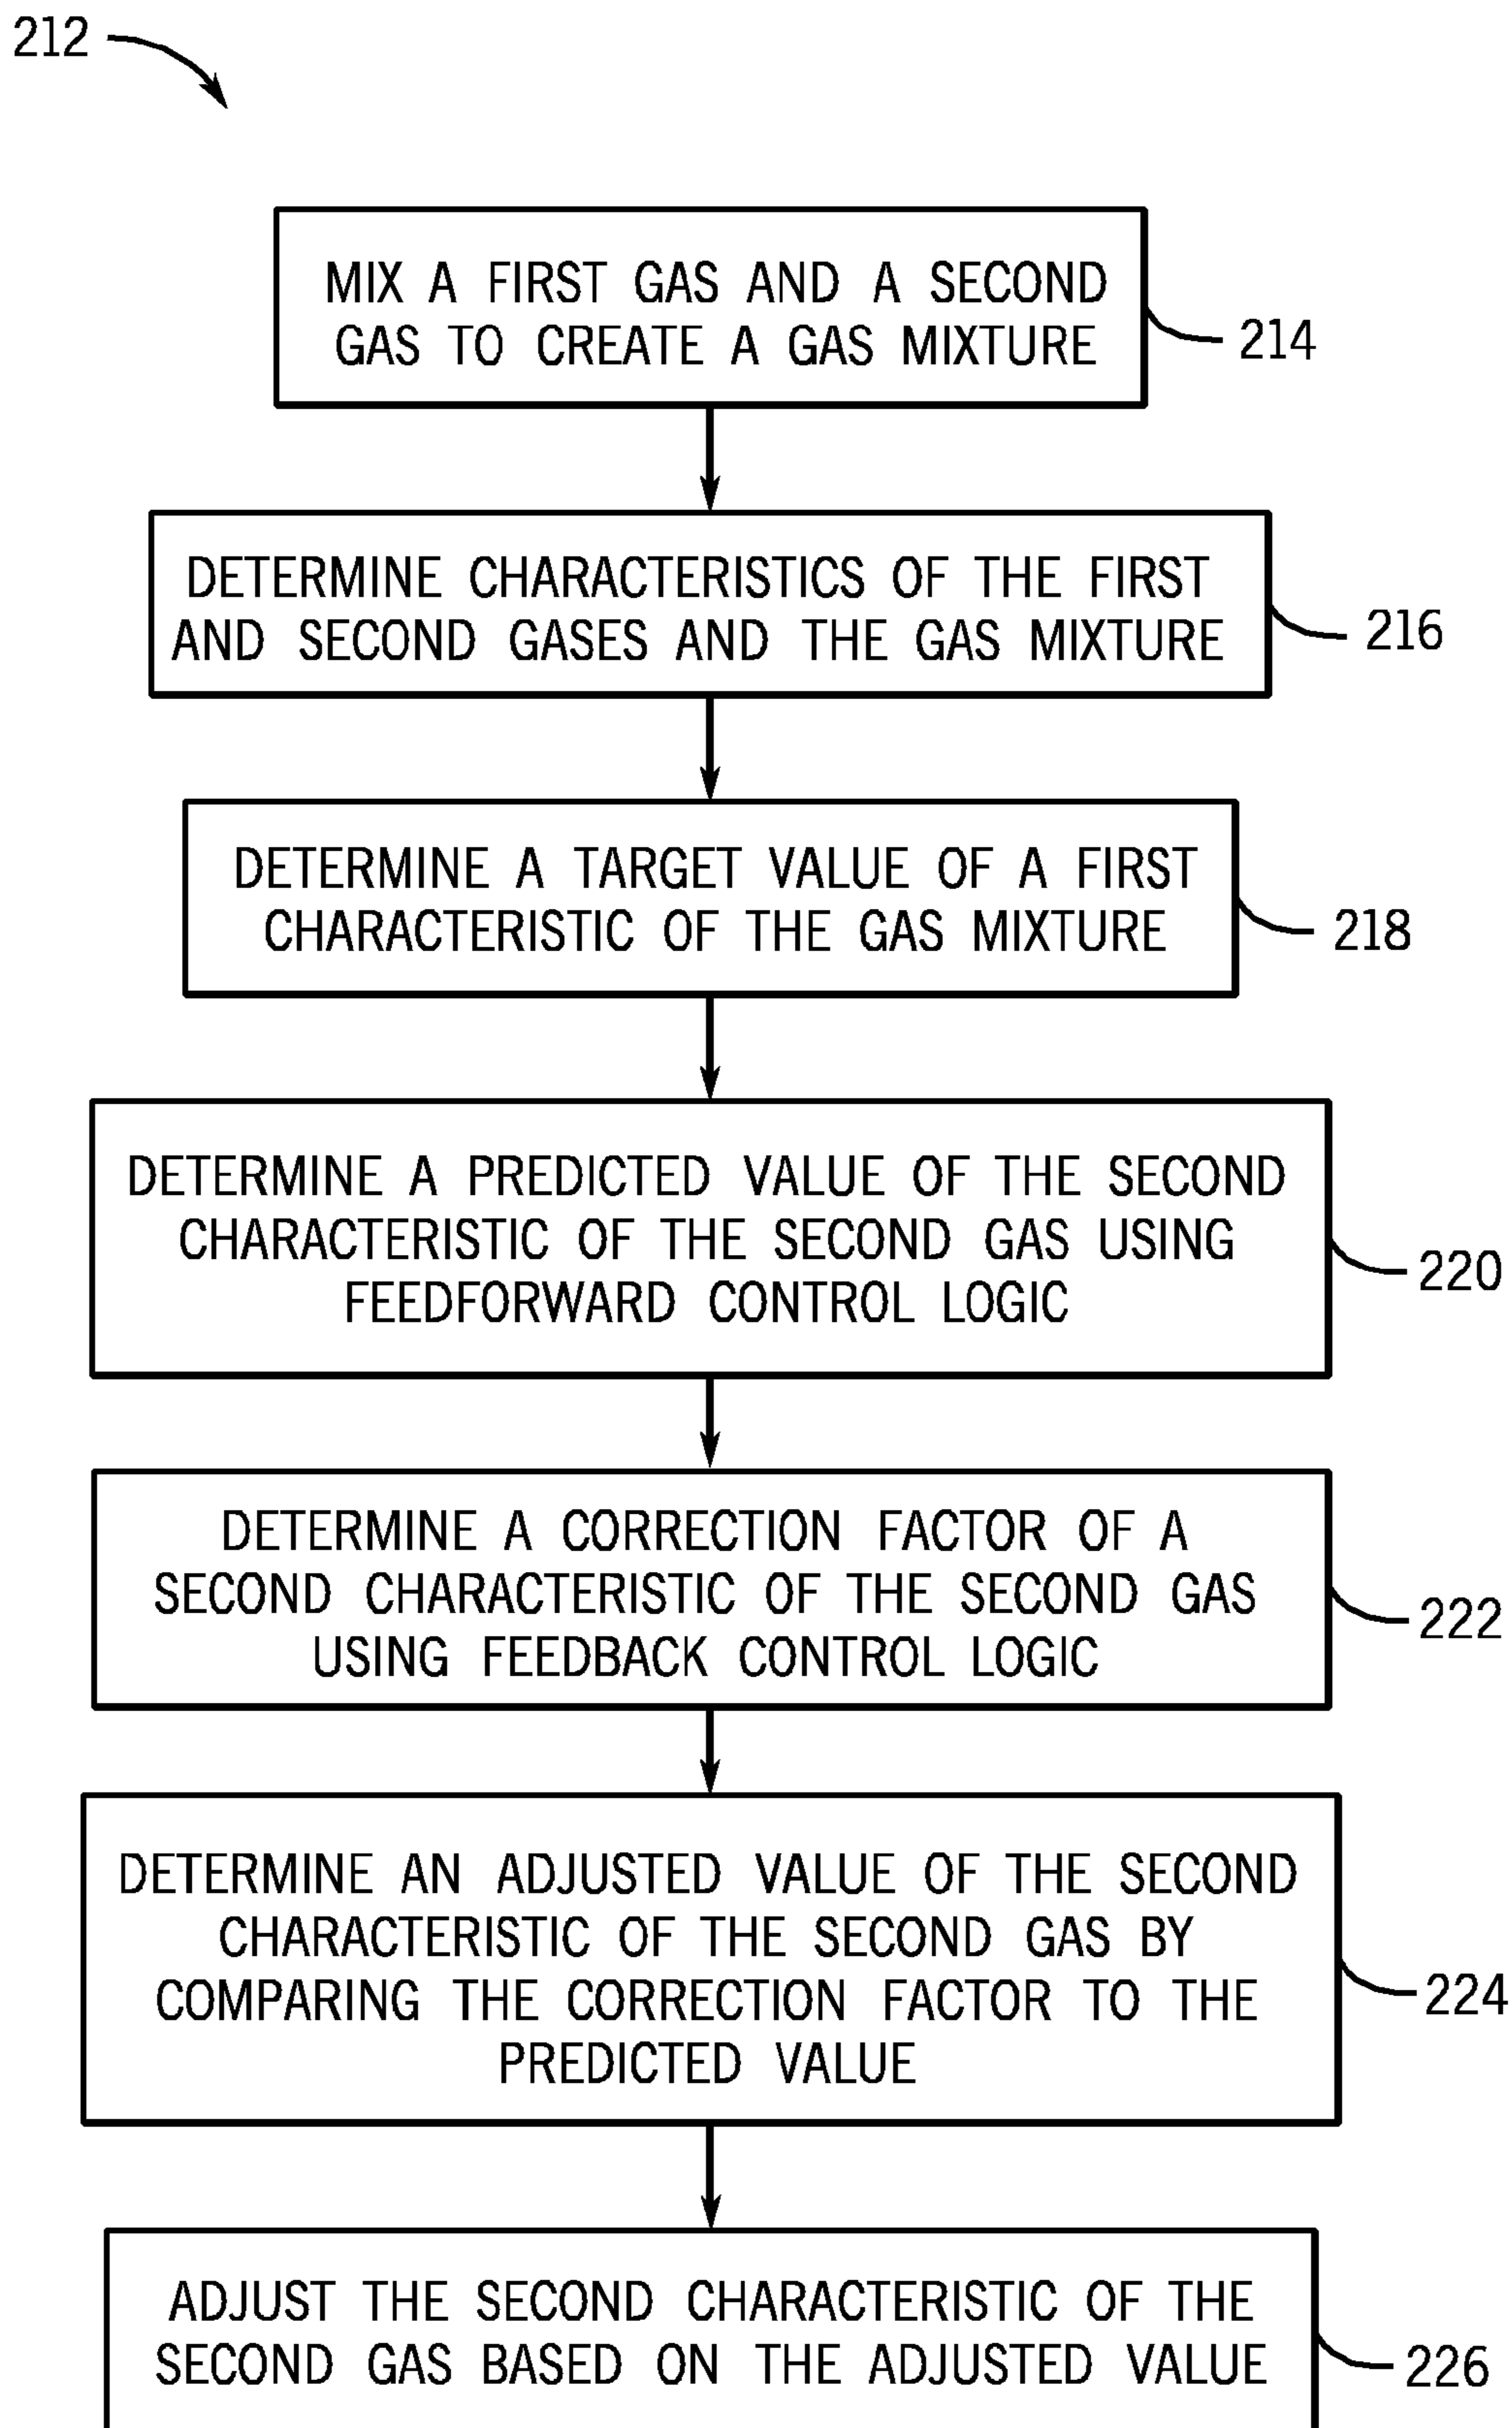 212
MIX A FIRST GAS AND A SECOND
GAS TO CREATE A GAS MIXTURE
214
DETERMINE CHARACTERISTICS OF THE FIRST
AND SECOND GASES AND THE GAS MIXTURE
216
DETERMINE A TARGET VALUE OF A FIRST
CHARACTERISTIC OF THE GAS MIXTURE
218
DETERMINE A PREDICTED VALUE OF THE SECOND
CHARACTERISTIC OF THE SECOND GAS USING
FEEDFORWARD CONTROL LOGIC
220
DETERMINE A CORRECTION FACTOR OF A
SECOND CHARACTERISTIC OF THE SECOND GAS
USING FEEDBACK CONTROL LOGIC
222
DETERMINE AN ADJUSTED VALUE OF THE SECOND
CHARACTERISTIC OF THE SECOND GAS BY
COMPARING THE CORRECTION FACTOR TO THE
PREDICTED VALUE
224
ADJUST THE SECOND CHARACTERISTIC OF THE
SECOND GAS BASED ON THE ADJUSTED VALUE
226